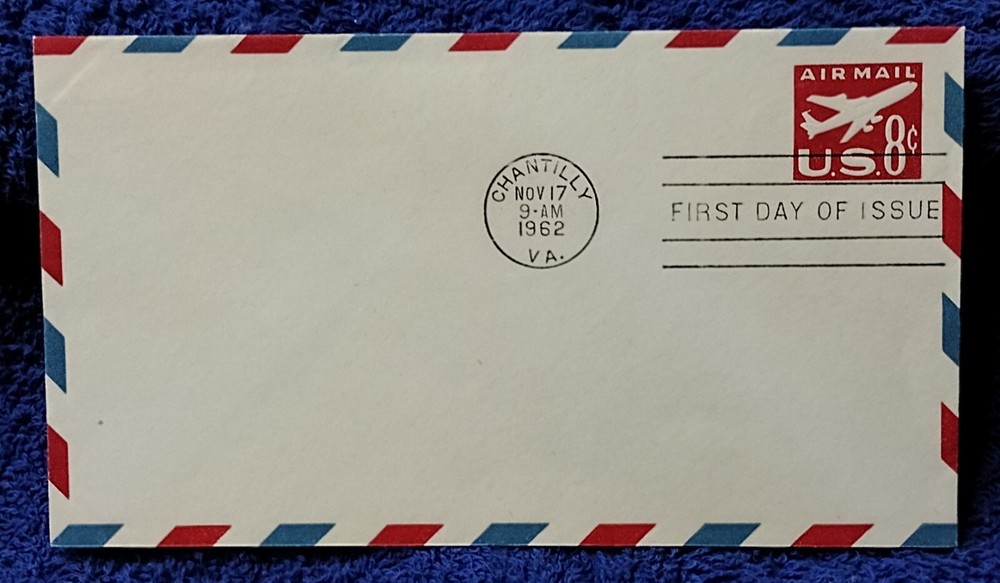 AIR MAIL
8¢
U.S.
CHANTILLY
NOV 17
9-AM
1962
VA.
FIRST DAY OF ISSUE